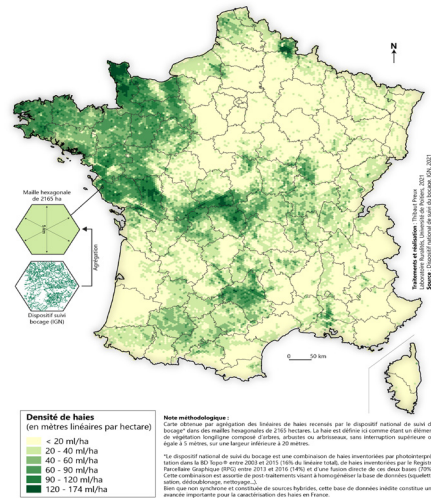 N
Maille hexagonale
de 2165 ha
Agrégation
Dispositif suivi
bocage (IGN)
0 50 km
Traitements et réalisation : Thibaut Preux
Laboratoire Ruralités, Université de Poitiers, 2021
Source : Dispositif national de suivi du bocage, IGN, 2021
Densité de haies
(en mètres linéaires par hectare)
< 20 ml/ha
20 - 40 ml/ha
40 - 60 ml/ha
60 - 90 ml/ha
90 - 120 ml/ha
120 - 174 ml/ha
Note méthodologique :
Carte obtenue par agrégation des linéaires de haies recensés par le dispositif national de suivi d
bocage* dans des mailles hexagonales de 2165 hectares. La haie est définie ici comme étant un élémen
de végétation longiligne composé d'arbres, arbustes ou arbrisseaux, sans interruption supérieure o
égale à 5 mètres, sur une largeur inférieure à 20 mètres.
*Le dispositif national de suivi du bocage est une combinaison de haies inventoriées par photointerpré
tation dans la BD Topo® entre 2003 et 2015 (16% du linéaire total), de haies inventoriées par le Registr
Parcellaire Graphique (RPG) entre 2013 et 2016 (14%) et d'une fusion directe de ces deux bases (70%
Cette combinaison est assortie de post-traitements visant à homogénéiser la base de données (squelett
sation, dédoublonage, nettoyage...).
Bien que non synchrone et constituée de sources hybrides, cette base de données inédite constitue un
avancée importante pour la caractérisation des haies en France.